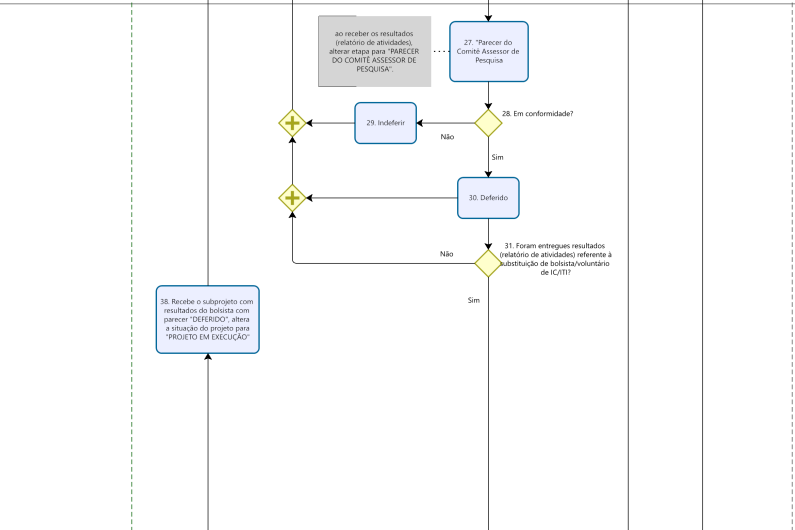 ao receber os resultados
(relatório de atividades),
alterar etapa para "PARECER
DO COMITÊ ASSESSOR DE
PESQUISA".
27. "Parecer do
Comitê Assessor de
Pesquisa
28. Em conformidade?
29. Indeferir
Não
Sim
30. Deferido
31. Foram entregues resultados
(relatório de atividades) referente à
substituição de bolsista/voluntário
de IC/ITI?
Não
Sim
38. Recebe o subprojeto com
resultados do bolsista com
parecer "DEFERIDO", altera
a situação do projeto para
"PROJETO EM EXECUÇÃO"